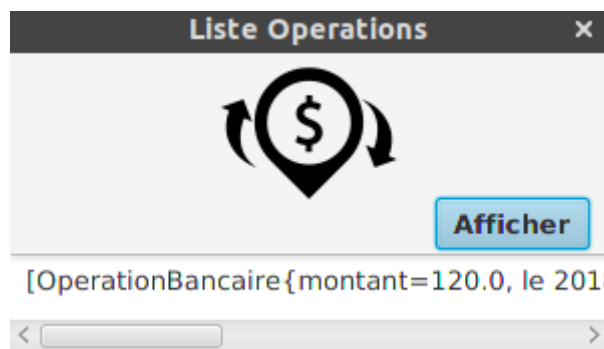 Liste Operations
$
Afficher
[OperationBancaire{montant=120.0, le 201